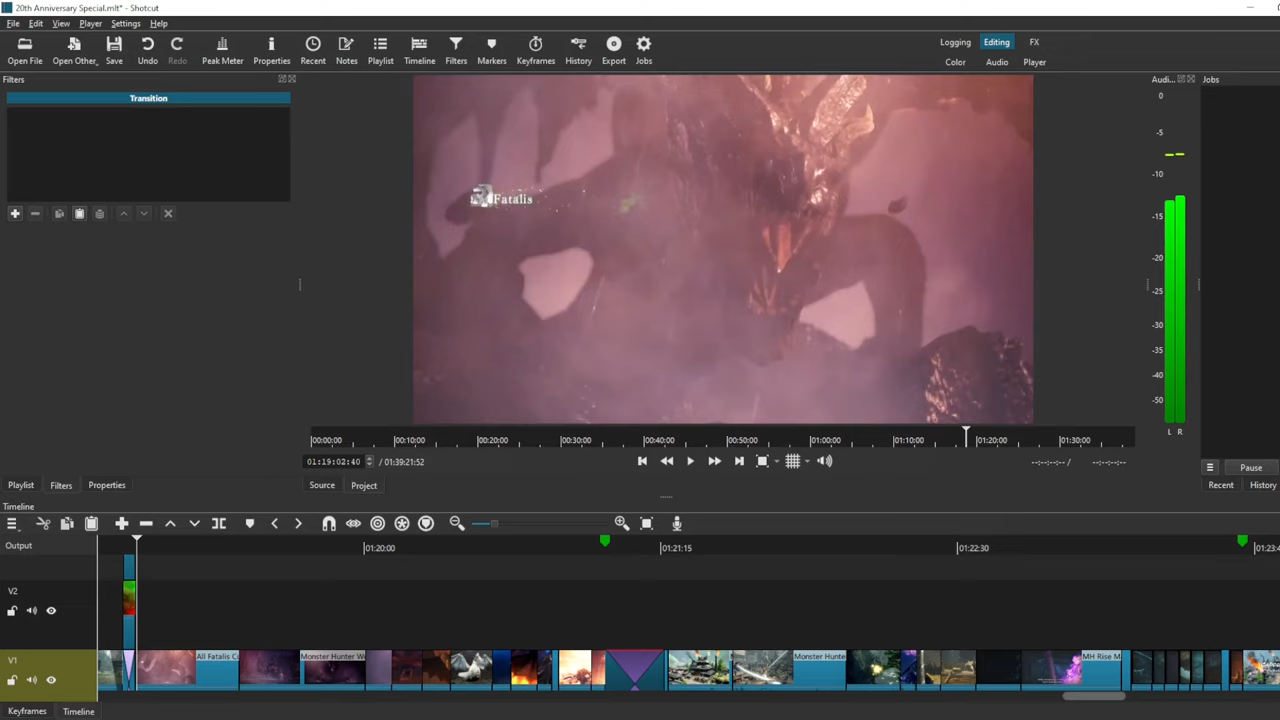 20th Anniversary Special.mlt* - Shotcut
File Edit View Player Settings Help
Open File Open Other.. Save Undo Redo Peak Meter Properties Recent Notes Playlist Timeline Filters Markers Keyframes History Export Jobs
Logging Editing FX
Color Audio Player
Filters
Transition
Fatalis
Audi...
Jobs
0
-5
-10
-15
-20
-25
-30
-35
-40
-50
L R
00:00:00 00:10:00 00:20:00 00:30:00 00:40:00 00:50:00 01:00:00 01:10:00 01:20:00 01:30:00
01:19:02:40 / 01:39:21:52
--:--:--:-- / --:--:--:--
Pause
Playlist Filters Properties
Source Project
Recent History
Timeline
Output
01:20:00 01:21:15 01:22:30 01:23:4
V2
V1
All Fatalis C
Monster Hunter W
Monster Hunte
MH Rise M
Keyframes Timeline